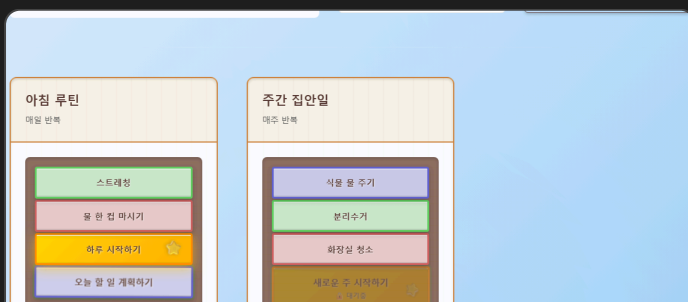 아침 루틴
매일 반복
스트레칭
물 한 컵 마시기
하루 시작하기
오늘 할 일 계획하기
주간 집안일
매주 반복
식물 물 주기
분리수거
화장실 청소
새로운 주 시작하기
대기중